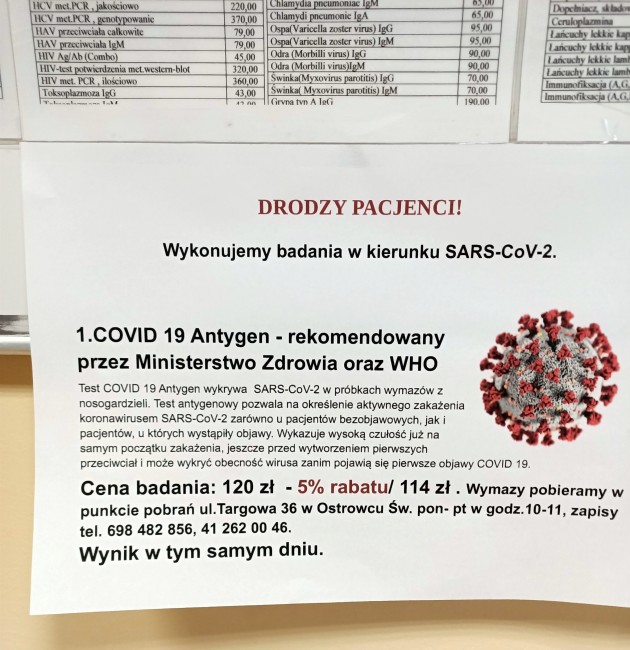 HCV met.PCR , jakościowo 220,00
HCV met.PCR, genotypowanie 370,00
HAV przeciwciała całkowite 79,00
HAV przeciwciała IgM 79,00
HIV Ag/Ab (Combo) 45,00
HIV-test potwierdzenia met.western-blot 320,00
HIV met. PCR , ilościowo 360,00
Toksoplazmoza IgG 43,00
Chlamydia pneumoniac IgM 65,00
Chlamydi pneumonic IgA 65,00
Ospa(Varicella zoster virus) IgG 95,00
Ospa(Varicella zoster virus) IgM 95,00
Odra (Morbilli virus) IgG 90,00
Odra (Morbilli virus)IgM 90,00
Świnka(Myxovirus parotitis) IgG 70,00
Świnka( Myxovirus parotitis) IgM 70,00
Grypa typ A IgG 190,00
Dopełniacz, składow
Ceruloplazmina
Łańcuchy lekkie kap
Łańcuchy lekkie kapp
Łańcuchy lekkie lamb
Łańcuchy lekkie lamb
Immunofiksacja (A,G,
Immunofiksacja (A,G,
DRODZY PACJENCI!
Wykonujemy badania w kierunku SARS-CoV-2.
1.COVID 19 Antygen - rekomendowany
przez Ministerstwo Zdrowia oraz WHO
Test COVID 19 Antygen wykrywa SARS-CoV-2 w próbkach wymazów z
nosogardzieli. Test antygenowy pozwala na określenie aktywnego zakażenia
koronawirusem SARS-CoV-2 zarówno u pacjentów bezobjawowych, jak i
pacjentów, u których wystąpiły objawy. Wykazuje wysoką czułość już na
samym początku zakażenia, jeszcze przed wytworzeniem pierwszych
przeciwciał i może wykryć obecność wirusa zanim pojawią się pierwsze objawy COVID 19.
Cena badania: 120 zł - 5% rabatu/ 114 zł . Wymazy pobieramy w
punkcie pobrań ul.Targowa 36 w Ostrowcu Św. pon- pt w godz.10-11, zapisy
tel. 698 482 856, 41 262 00 46.
Wynik w tym samym dniu.